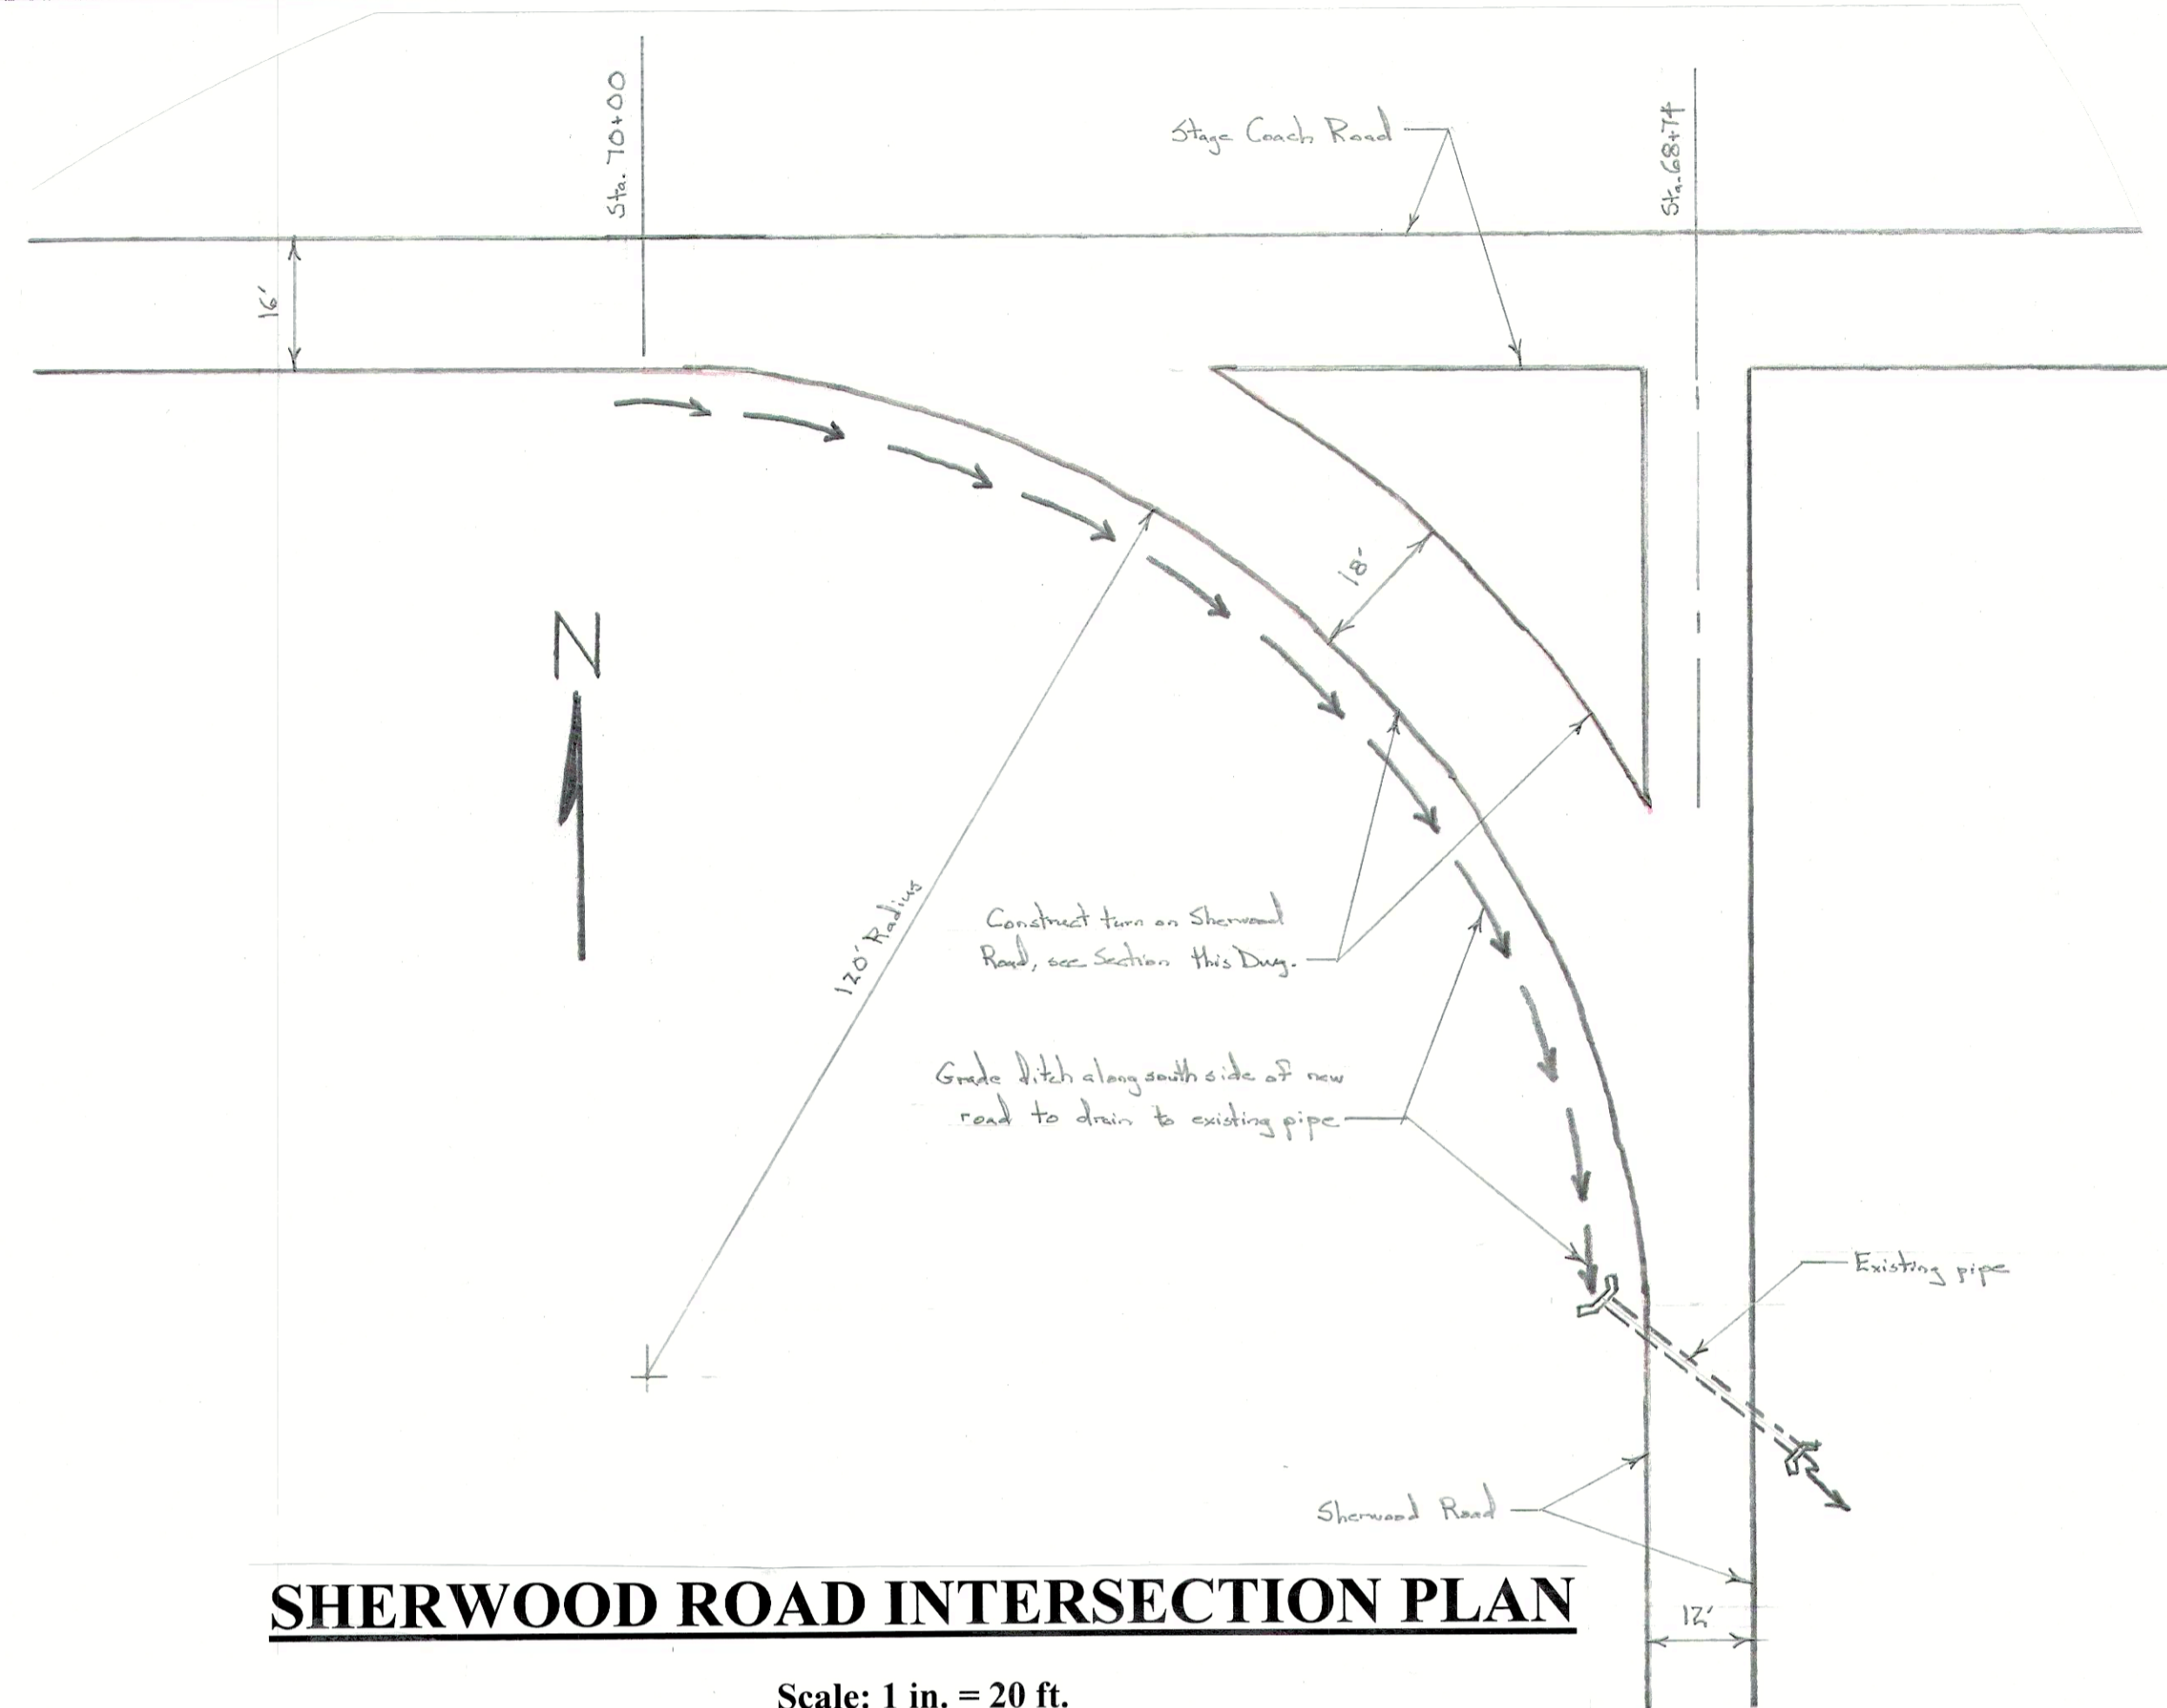 Sta. 70+00
Stage Coach Road
Sta. 68+74
16'
18'
N
120' Radius
Construct turn on Sherwood
Road, see Section this Dwg.
Grade ditch along south side of new
road to drain to existing pipe
Existing pipe
Sherwood Road
12'
SHERWOOD ROAD INTERSECTION PLAN
Scale: 1 in. = 20 ft.